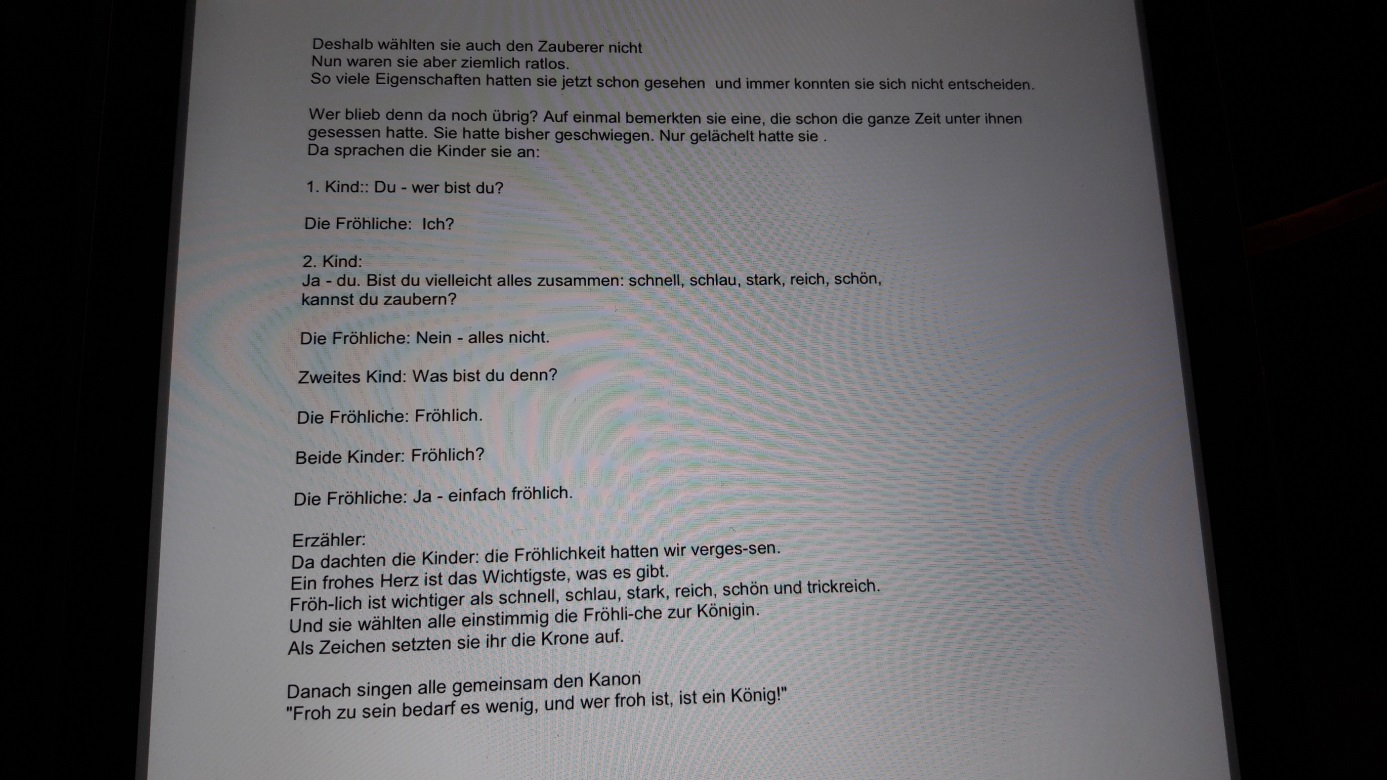 Deshalb wählten sie auch den Zauberer nicht
Nun waren sie aber ziemlich ratlos.
So viele Eigenschaften hatten sie jetzt schon gesehen  und immer konnten sie sich nicht entscheiden.
Wer blieb denn da noch übrig? Auf einmal bemerkten sie eine, die schon die ganze Zeit unter ihnen
gesessen hatte. Sie hatte bisher geschwiegen. Nur gelächelt hatte sie .
Da sprachen die Kinder sie an:
1. Kind:: Du - wer bist du?
Die Fröhliche:  Ich?
2. Kind:
Ja - du. Bist du vielleicht alles zusammen: schnell, schlau, stark, reich, schön,
kannst du zaubern?
Die Fröhliche: Nein - alles nicht.
Zweites Kind: Was bist du denn?
Die Fröhliche: Fröhlich.
Beide Kinder: Fröhlich?
Die Fröhliche: Ja - einfach fröhlich.
Erzähler:
Da dachten die Kinder: die Fröhlichkeit hatten wir verges-sen.
Ein frohes Herz ist das Wichtigste, was es gibt.
Fröh-lich ist wichtiger als schnell, schlau, stark, reich, schön und trickreich.
Und sie wählten alle einstimmig die Fröhli-che zur Königin.
Als Zeichen setzten sie ihr die Krone auf.
Danach singen alle gemeinsam den Kanon
"Froh zu sein bedarf es wenig, und wer froh ist, ist ein König!"